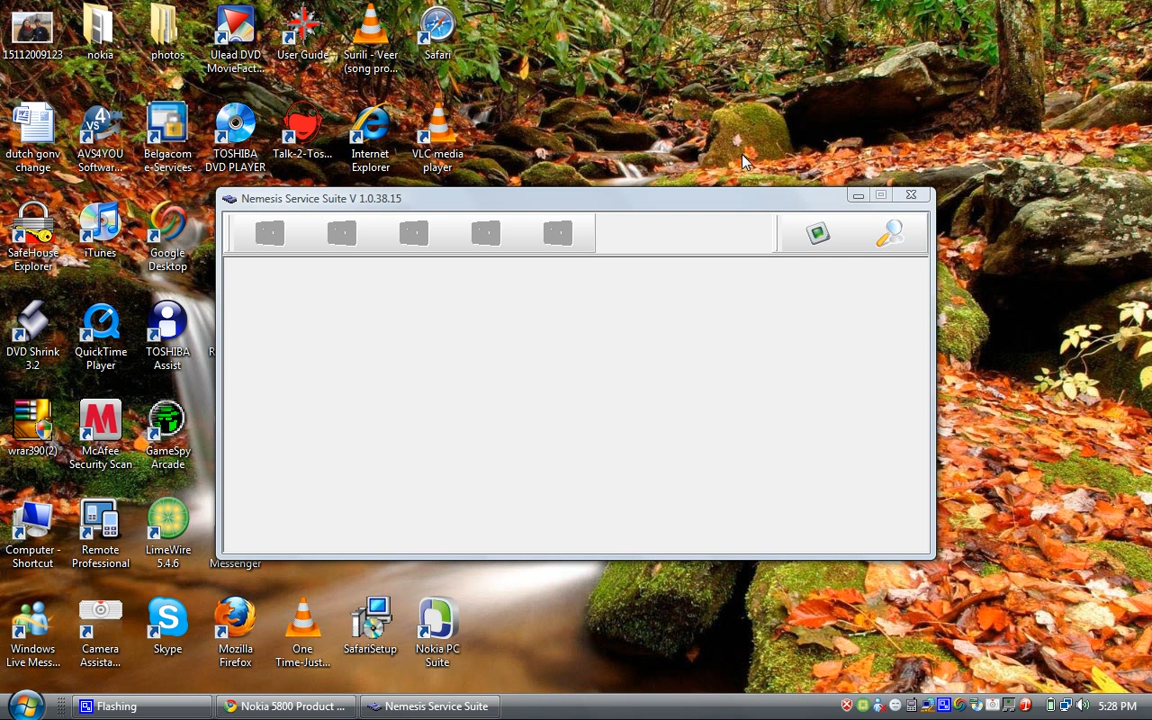 15112009123
nokia
photos
Ulead DVD
MovieFact...
User Guide
Surili - Veer
(song pro...
Safari
dutch gonv
change
AVS4YOU
Softwar...
Belgacom
e-Services
TOSHIBA
DVD PLAYER
Talk-2-Tos...
Internet
Explorer
VLC media
player
Nemesis Service Suite V 1.0.38.15
SafeHouse
Explorer
iTunes
Google
Desktop
DVD Shrink
3.2
QuickTime
Player
TOSHIBA
Assist
wrar390(2)
McAfee
Security Scan
GameSpy
Arcade
Computer -
Shortcut
Remote
Professional
LimeWire
5.4.6
Messenger
Windows
Live Mess...
Camera
Assista...
Skype
Mozilla
Firefox
One
Time-Just...
SafariSetup
Nokia PC
Suite
Flashing
Nokia 5800 Product ...
Nemesis Service Suite
5:28 PM